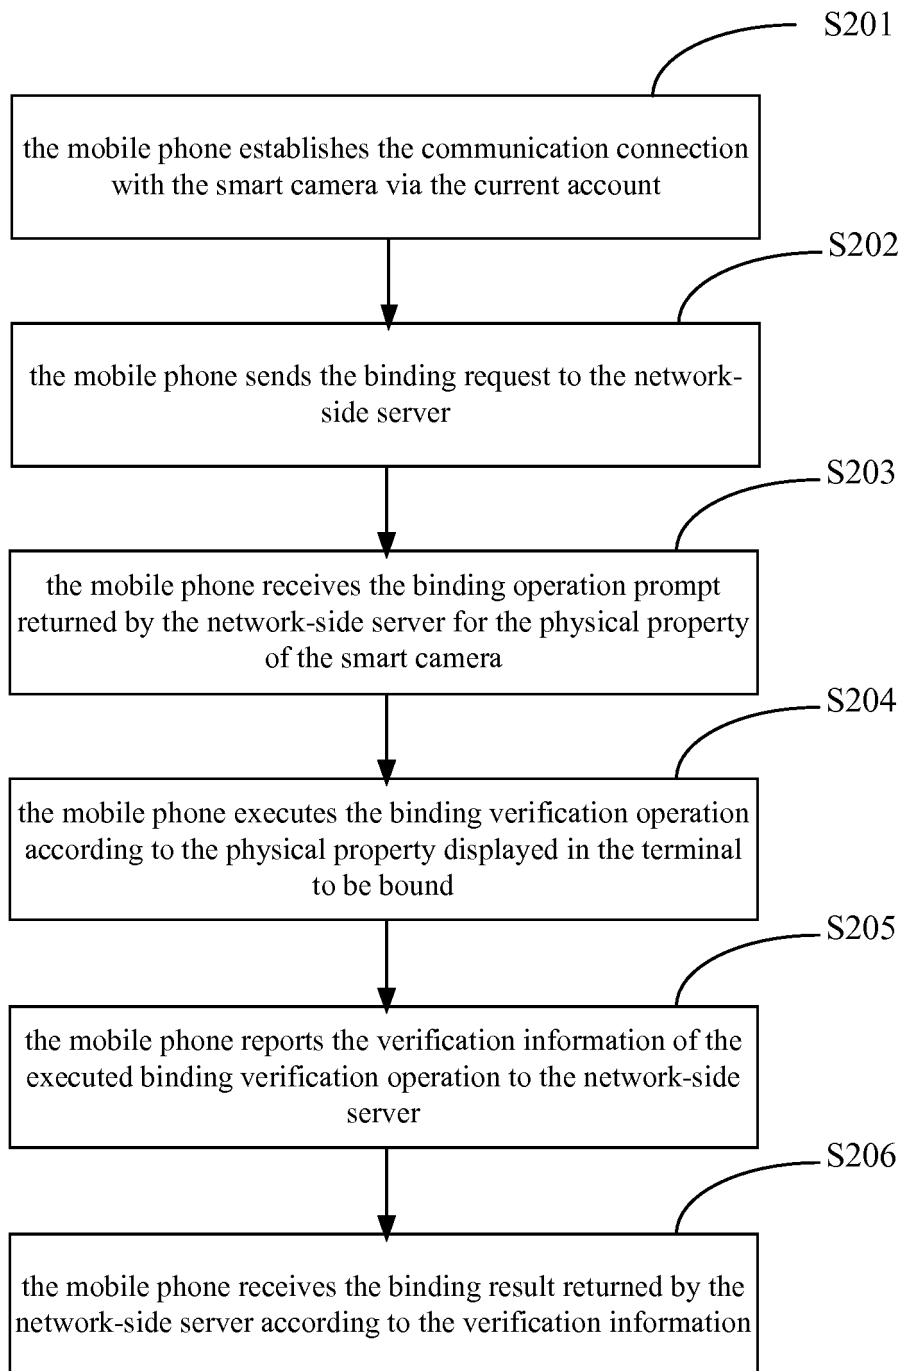 S201
the mobile phone establishes the communication connection
with the smart camera via the current account
S202
the mobile phone sends the binding request to the network-
side server
S203
the mobile phone receives the binding operation prompt
returned by the network-side server for the physical property
of the smart camera
S204
the mobile phone executes the binding verification operation
according to the physical property displayed in the terminal
to be bound
S205
the mobile phone reports the verification information of the
executed binding verification operation to the network-side
server
S206
the mobile phone receives the binding result returned by the
network-side server according to the verification information